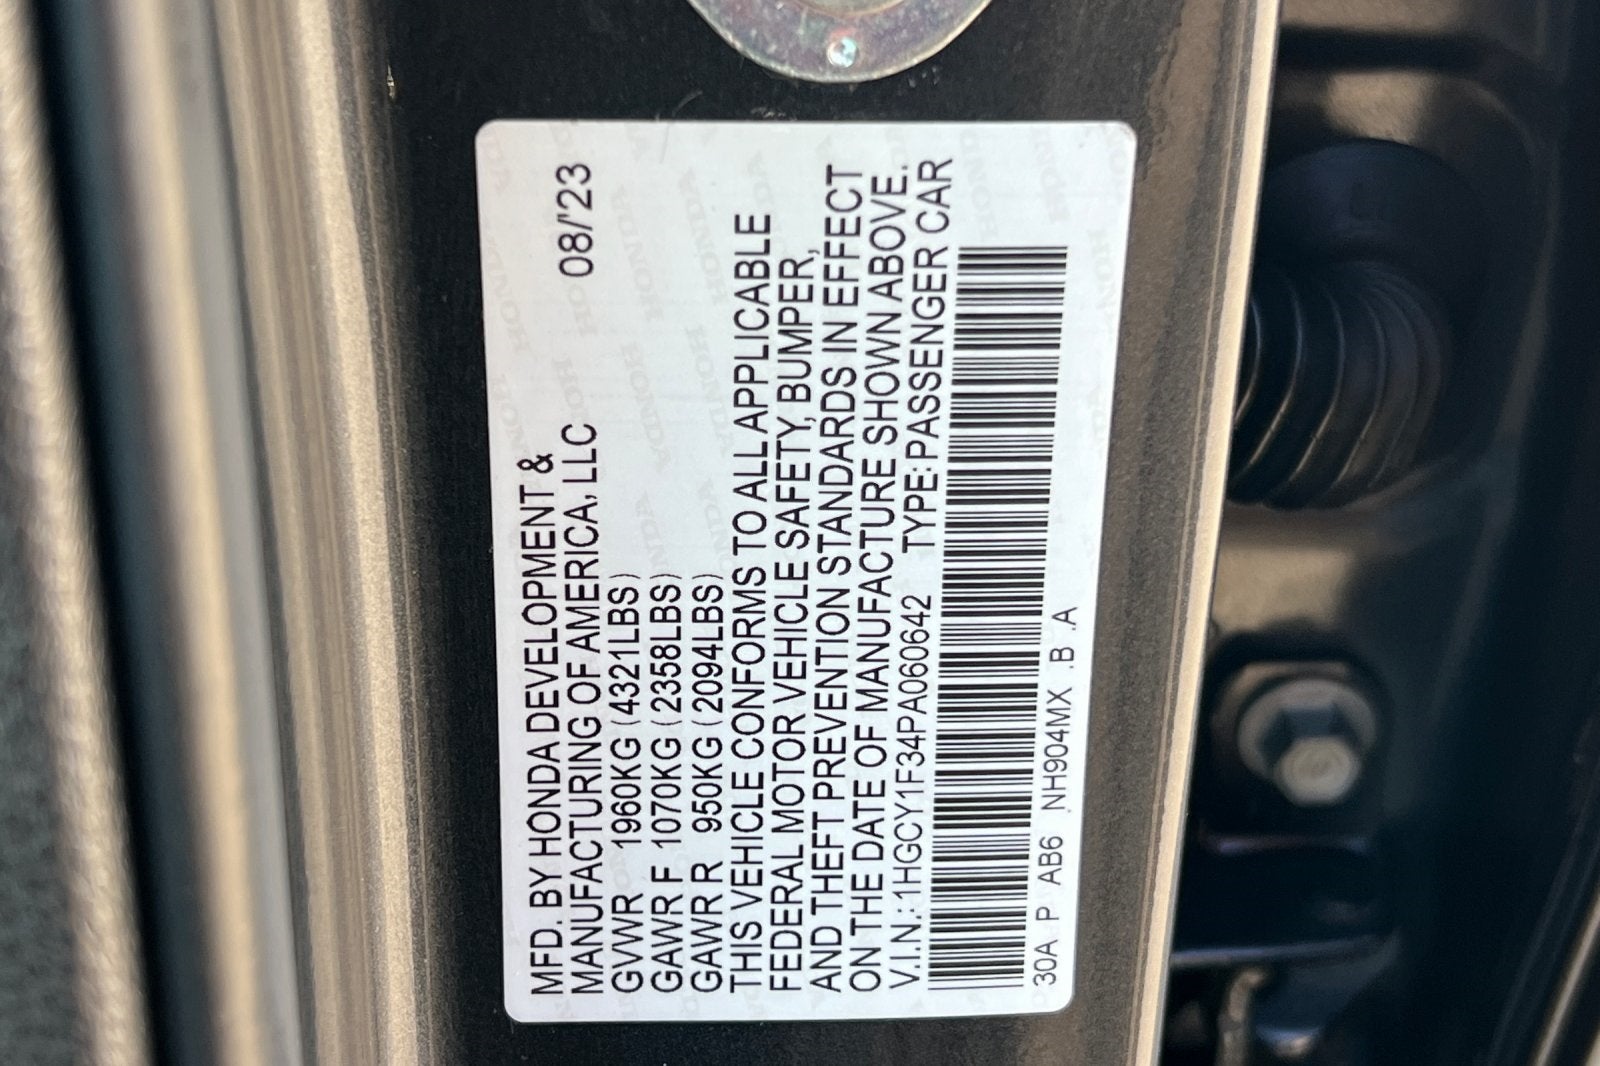 MFD. BY HONDA DEVELOPMENT &
MANUFACTURING OF AMERICA, LLC 08/'23
GVWR 1960KG (4321LBS)
GAWR F 1070KG (2358LBS)
GAWR R 950KG (2094LBS)
THIS VEHICLE CONFORMS TO ALL APPLICABLE
FEDERAL MOTOR VEHICLE SAFETY, BUMPER,
AND THEFT PREVENTION STANDARDS IN EFFECT
ON THE DATE OF MANUFACTURE SHOWN ABOVE.
V.I.N.: 1HGCY1F34PA060642 TYPE: PASSENGER CAR
30A P AB6 NH904MX .B .A